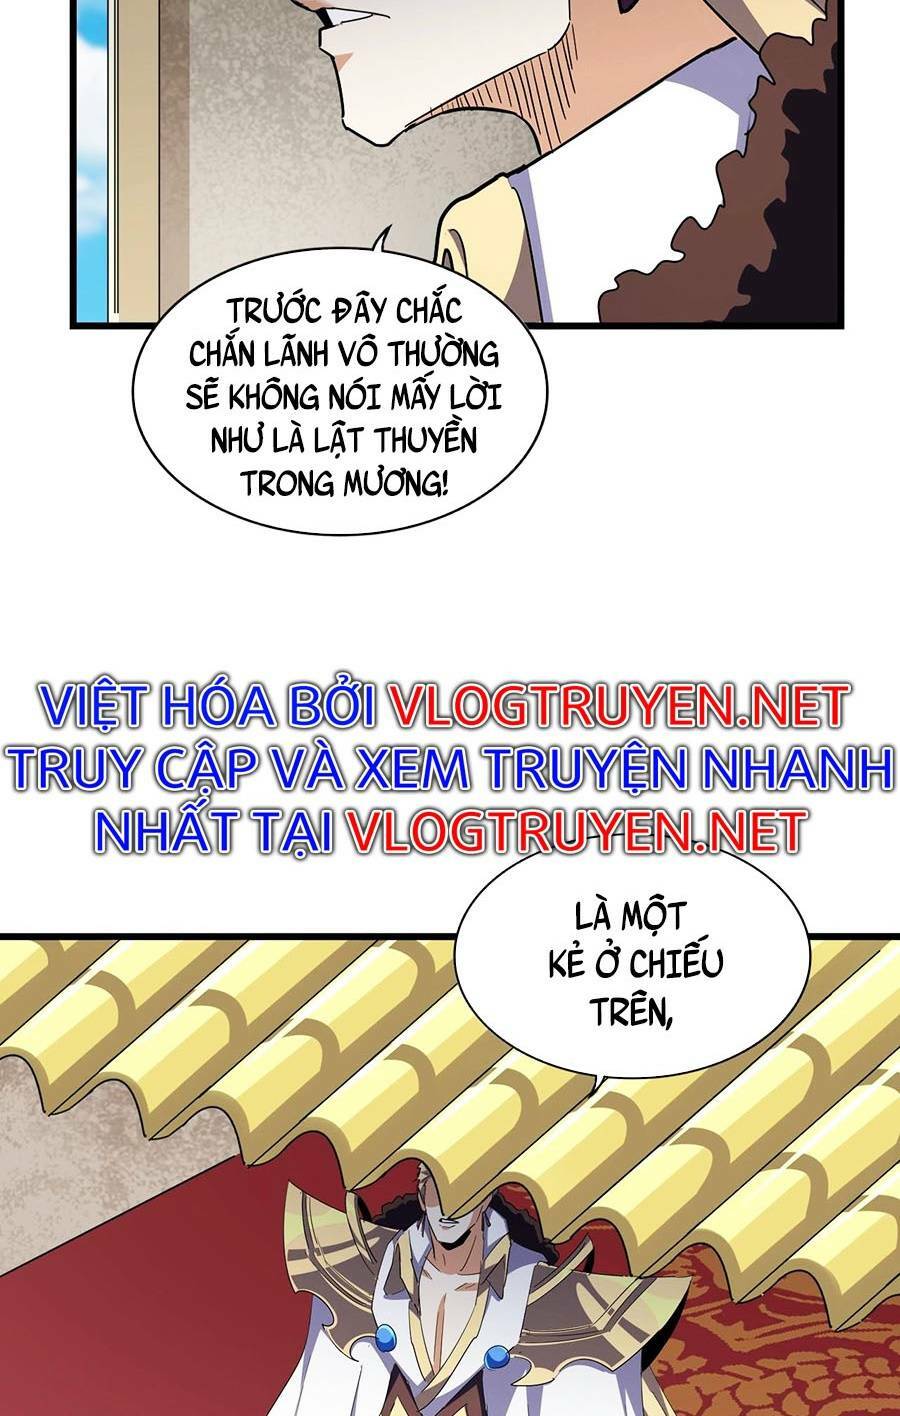 TRƯỚC ĐÂY CHẮC
CHẮN LÃNH VÔ THƯỜNG
SẼ KHÔNG NÓI MẤY LỜI
NHƯ LÀ LẬT THUYỀN
TRONG MƯƠNG!
VIỆT HÓA BỞI VLOGTRUYEN.NET
TRUY CẬP VÀ XEM TRUYỆN NHANH
NHẤT TẠI VLOGTRUYEN.NET
LÀ MỘT
KẺ Ở CHIẾU
TRÊN,